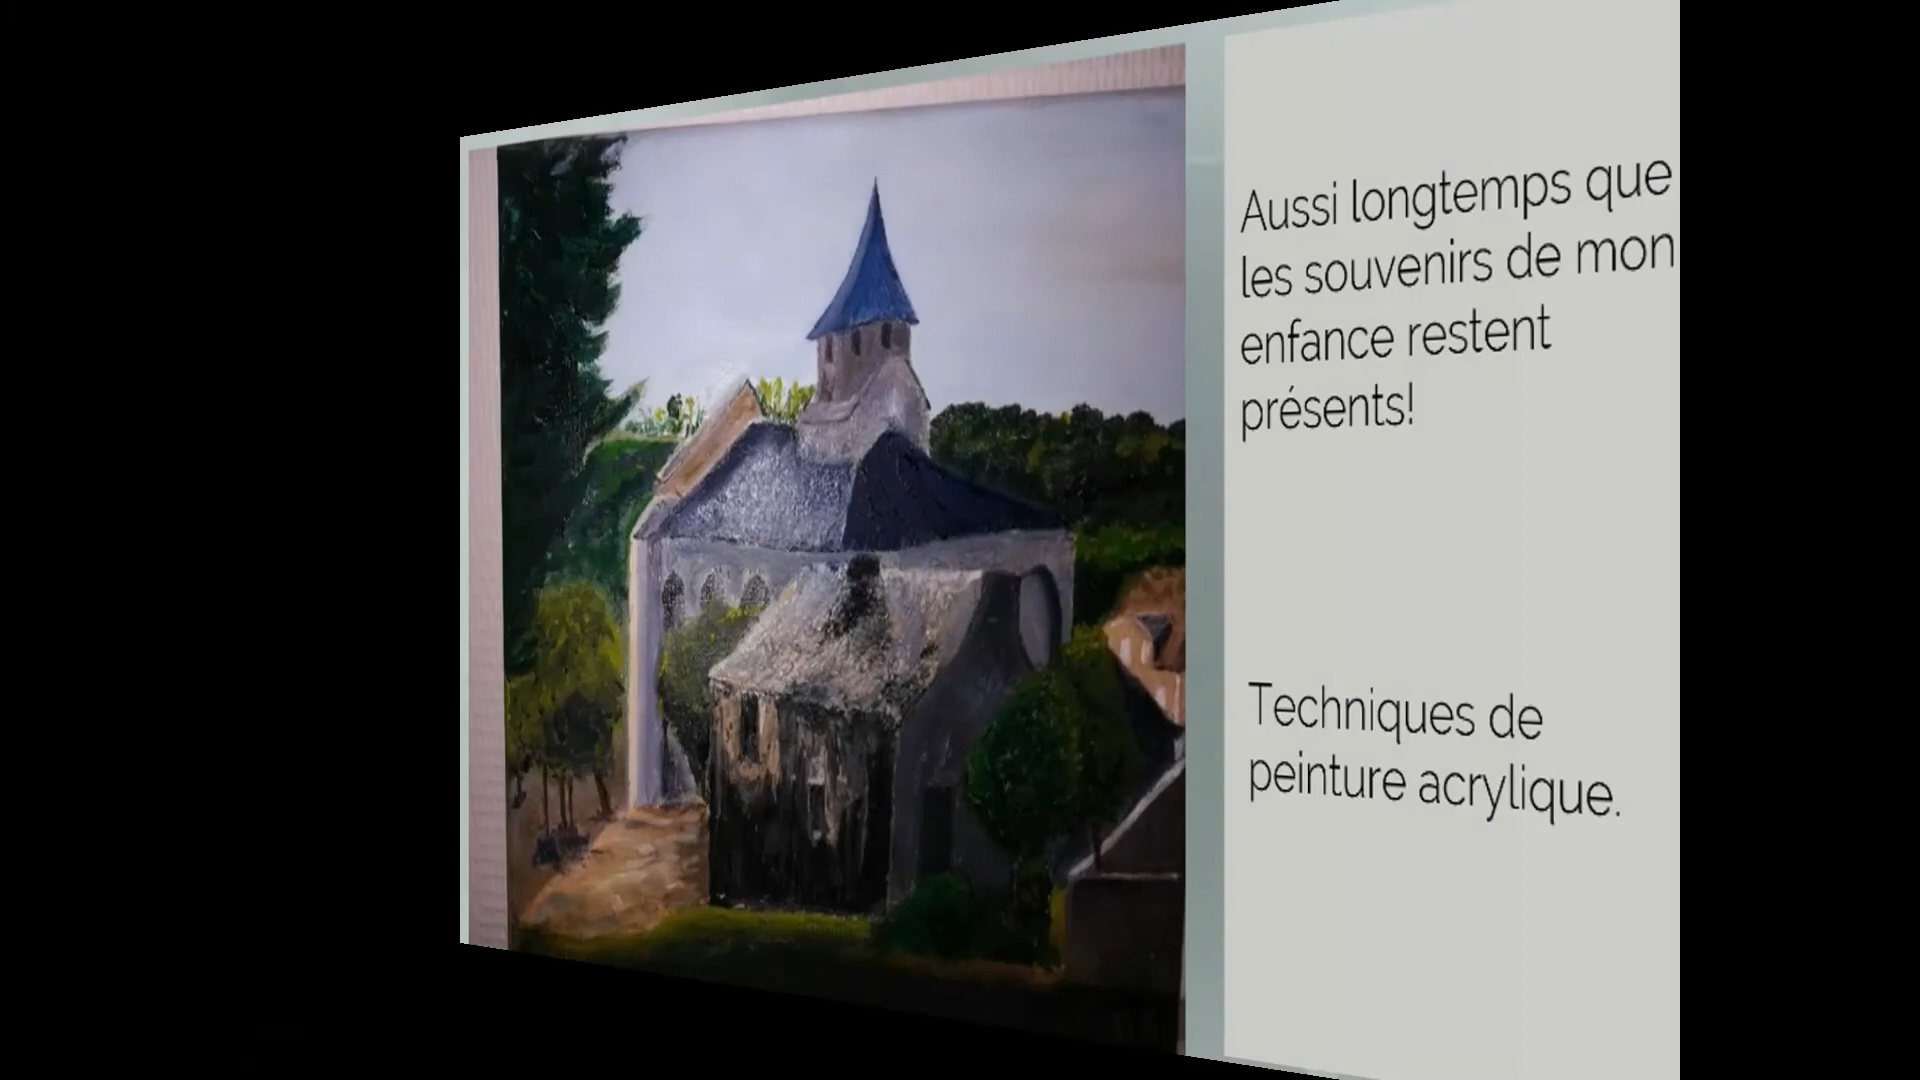 Aussi longtemps que
les souvenirs de mon
enfance restent
présents!
Techniques de
peinture acrylique.